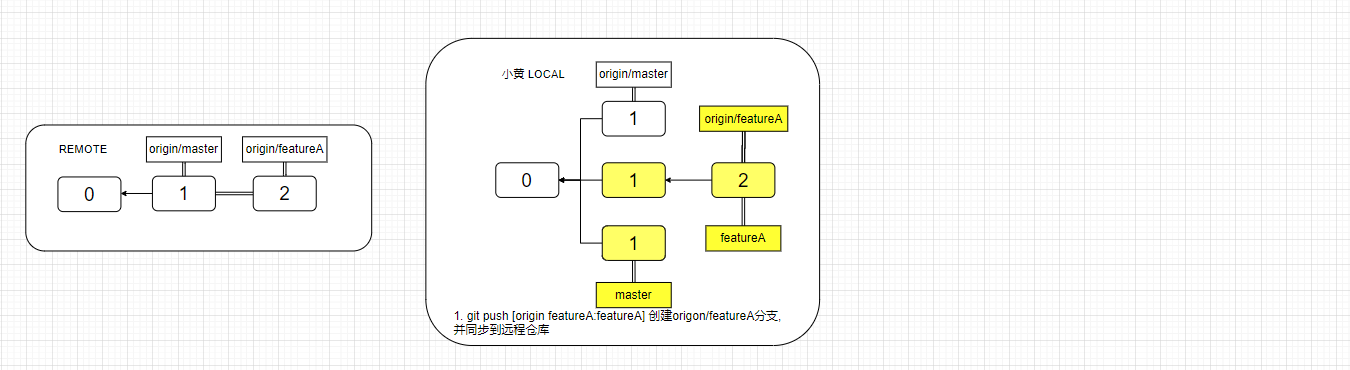 REMOTE
origin/master
origin/featureA
0
1
2
小黄 LOCAL
origin/master
1
origin/featureA
0
1
2
1
featureA
master
1. git push [origin featureA:featureA] 创建origon/featureA分支,
并同步到远程仓库